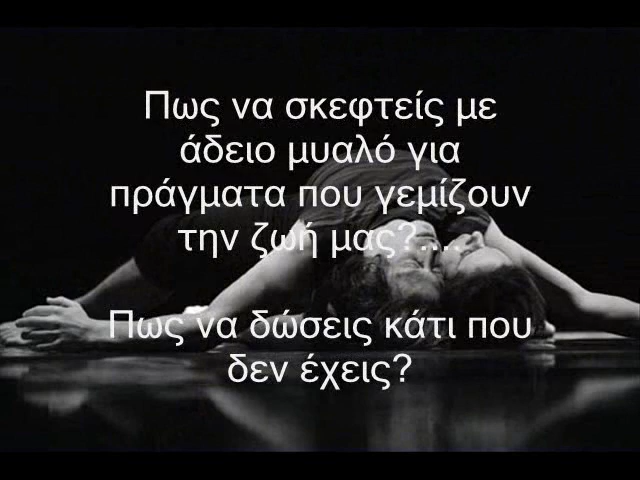 Πως να σκεφτείς με
άδειο μυαλό για
πράγματα που γεμίζουν
την ζωή μας?....
Πως να δώσεις κάτι που
δεν έχεις?